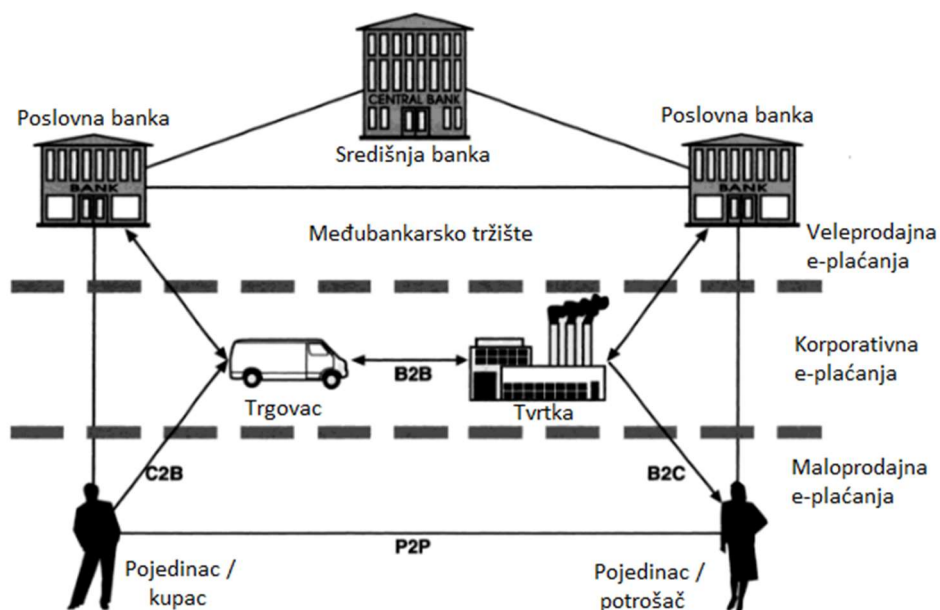 CENTRAL BANK
Poslovna banka
Poslovna banka
Središnja banka
BANK
BANK
Međubankarsko tržište
Veleprodajna
e-plaćanja
B2B
Korporativna
e-plaćanja
Trgovac
Tvrtka
C2B
B2C
Maloprodajna
e-plaćanja
P2P
Pojedinac /
kupac
Pojedinac /
potrošač